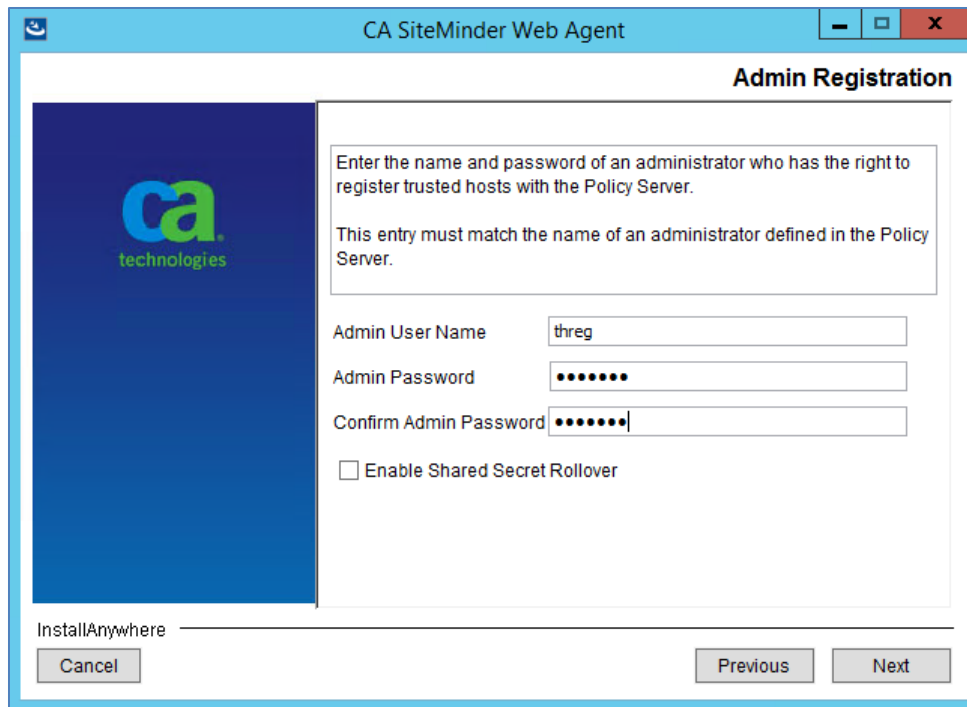 CA SiteMinder Web Agent
Admin Registration
ca
technologies
Enter the name and password of an administrator who has the right to
register trusted hosts with the Policy Server.
This entry must match the name of an administrator defined in the Policy
Server.
Admin User Name threg
Admin Password •••••••
Confirm Admin Password •••••••
Enable Shared Secret Rollover
InstallAnywhere
Cancel Previous Next